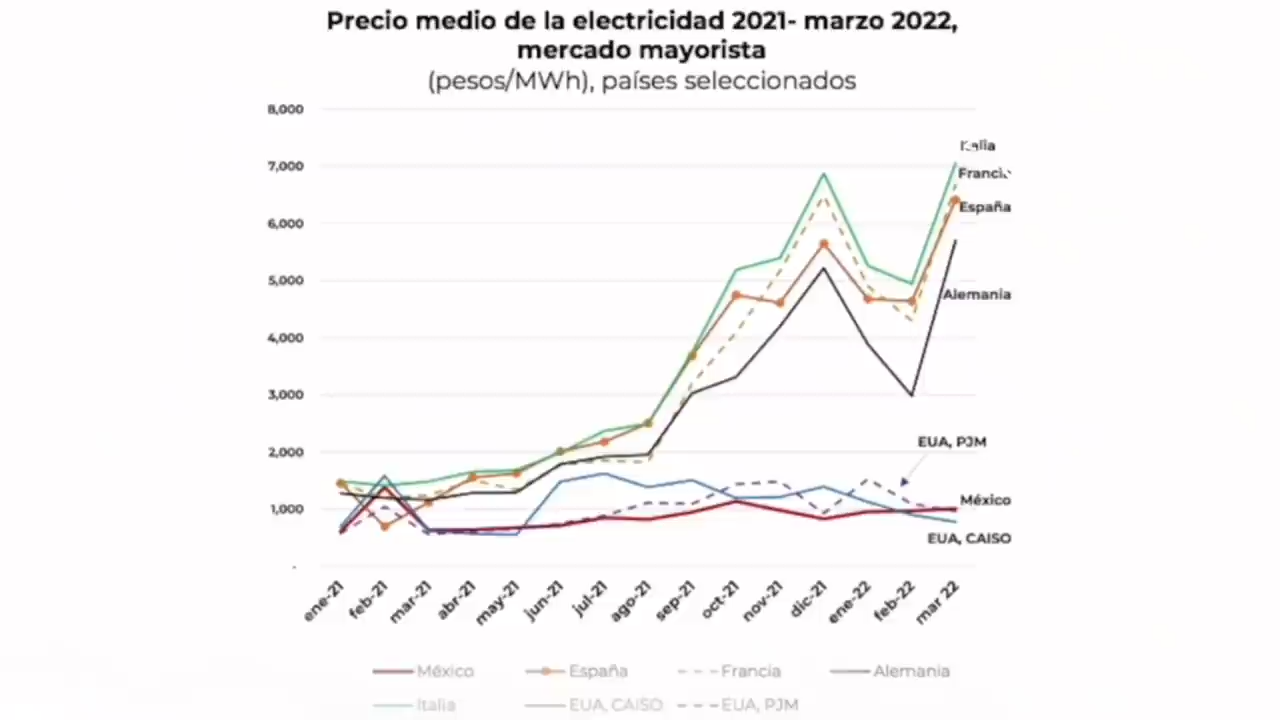 Precio medio de la electricidad 2021- marzo 2022,
mercado mayorista
(pesos/MWh), países seleccionados
8,000
7,000
6,000
5,000
4,000
3,000
2,000
1,000
-
Italia
Francia
España
Alemania
EUA, PJM
México
EUA, CAISO
ene-21 feb-21 mar-21 abr-21 may-21 jun-21 jul-21 ago-21 sep-21 oct-21 nov-21 dic-21 ene-22 feb-22 mar 22
México España Francia Alemania
Italia EUA, CAISO EUA, PJM